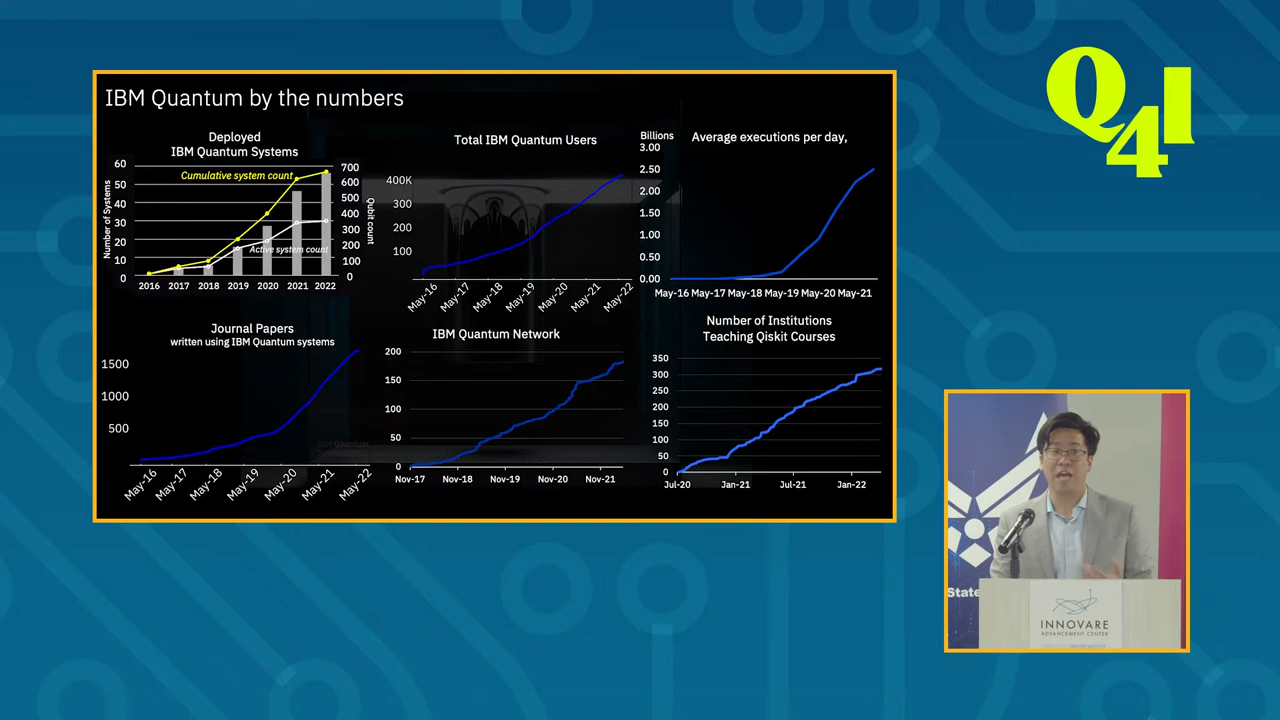 IBM Quantum by the numbers
Deployed
IBM Quantum Systems
60
50
40
30
20
10
0
Number of Systems
Cumulative system count
Active system count
700
600
500
400
300
200
100
0
Qubit count
2016 2017 2018 2019 2020 2021 2022
Total IBM Quantum Users
400K
300
200
100
May-16 May-17 May-18 May-19 May-20 May-21 May-22
Billions
Average executions per day,
3.00
2.50
2.00
1.50
1.00
0.50
0.00
May-16 May-17 May-18 May-19 May-20 May-21
Journal Papers
written using IBM Quantum systems
1500
1000
500
May-16 May-17 May-18 May-19 May-20 May-21 May-22
IBM Quantum Network
200
150
100
50
0
Nov-17 Nov-18 Nov-19 Nov-20 Nov-21
IBM Quantum
Number of Institutions
Teaching Qiskit Courses
350
300
250
200
150
100
50
0
Jul-20 Jan-21 Jul-21 Jan-22
Q4I
State
INNOVARE
ADVANCEMENT CENTER